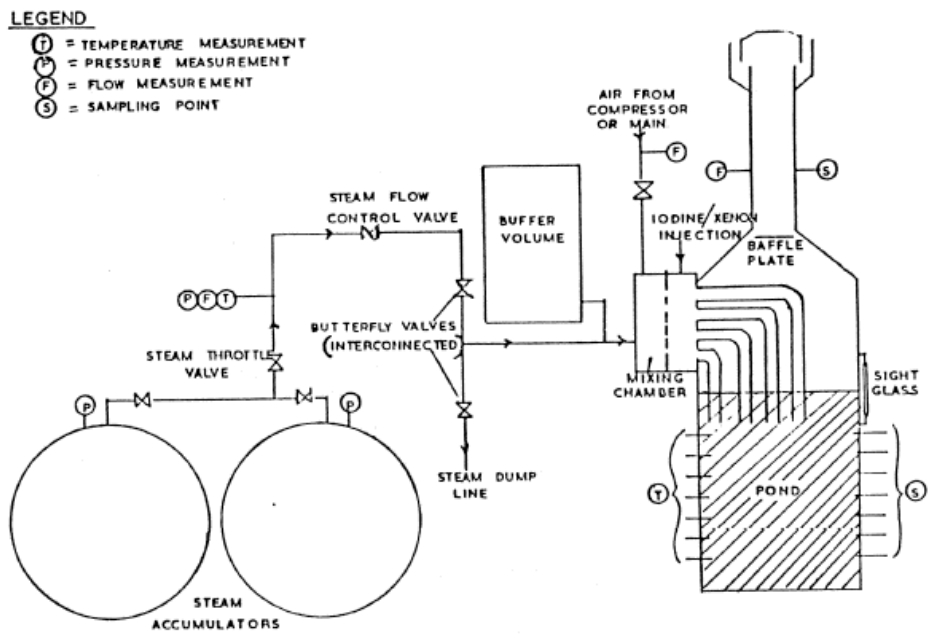 LEGEND
T = TEMPERATURE MEASUREMENT
P = PRESSURE MEASUREMENT
F = FLOW MEASUREMENT
S = SAMPLING POINT
AIR FROM
COMPRESSOR
OR MAIN
F
F
S
STEAM FLOW
CONTROL VALVE
BUFFER
VOLUME
IODINE/XENON
INJECTION
BAFFLE
PLATE
P F T
BUTTERFLY VALVES
(INTERCONNECTED)
STEAM THROTTLE
VALVE
MIXING
CHAMBER
SIGHT
GLASS
P
P
STEAM DUMP
LINE
T
POND
S
STEAM
ACCUMULATORS